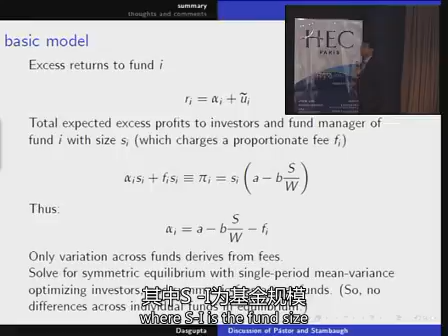 summary
thoughts and comments
basic model
Excess returns to fund i
r_i = α_i + ũ_i
Total expected excess profits to investors and fund manager of
fund i with size s_i (which charges a proportionate fee f_i)
α_i s_i + f_i s_i ≡ π_i = s_i ( a − b S/W )
Thus:
α_i = a − b S/W − f_i
Only variation across funds derives from fees.
Solve for symmetric equilibrium with single-period mean-variance
optimizing investors
funds. (So, no
differences across individual funds in equilibrium.)
其中S -I为基金规模
where S-I is the fund size
Dasgupta
Discussion of Pástor and Stambaugh
HEC
PARIS